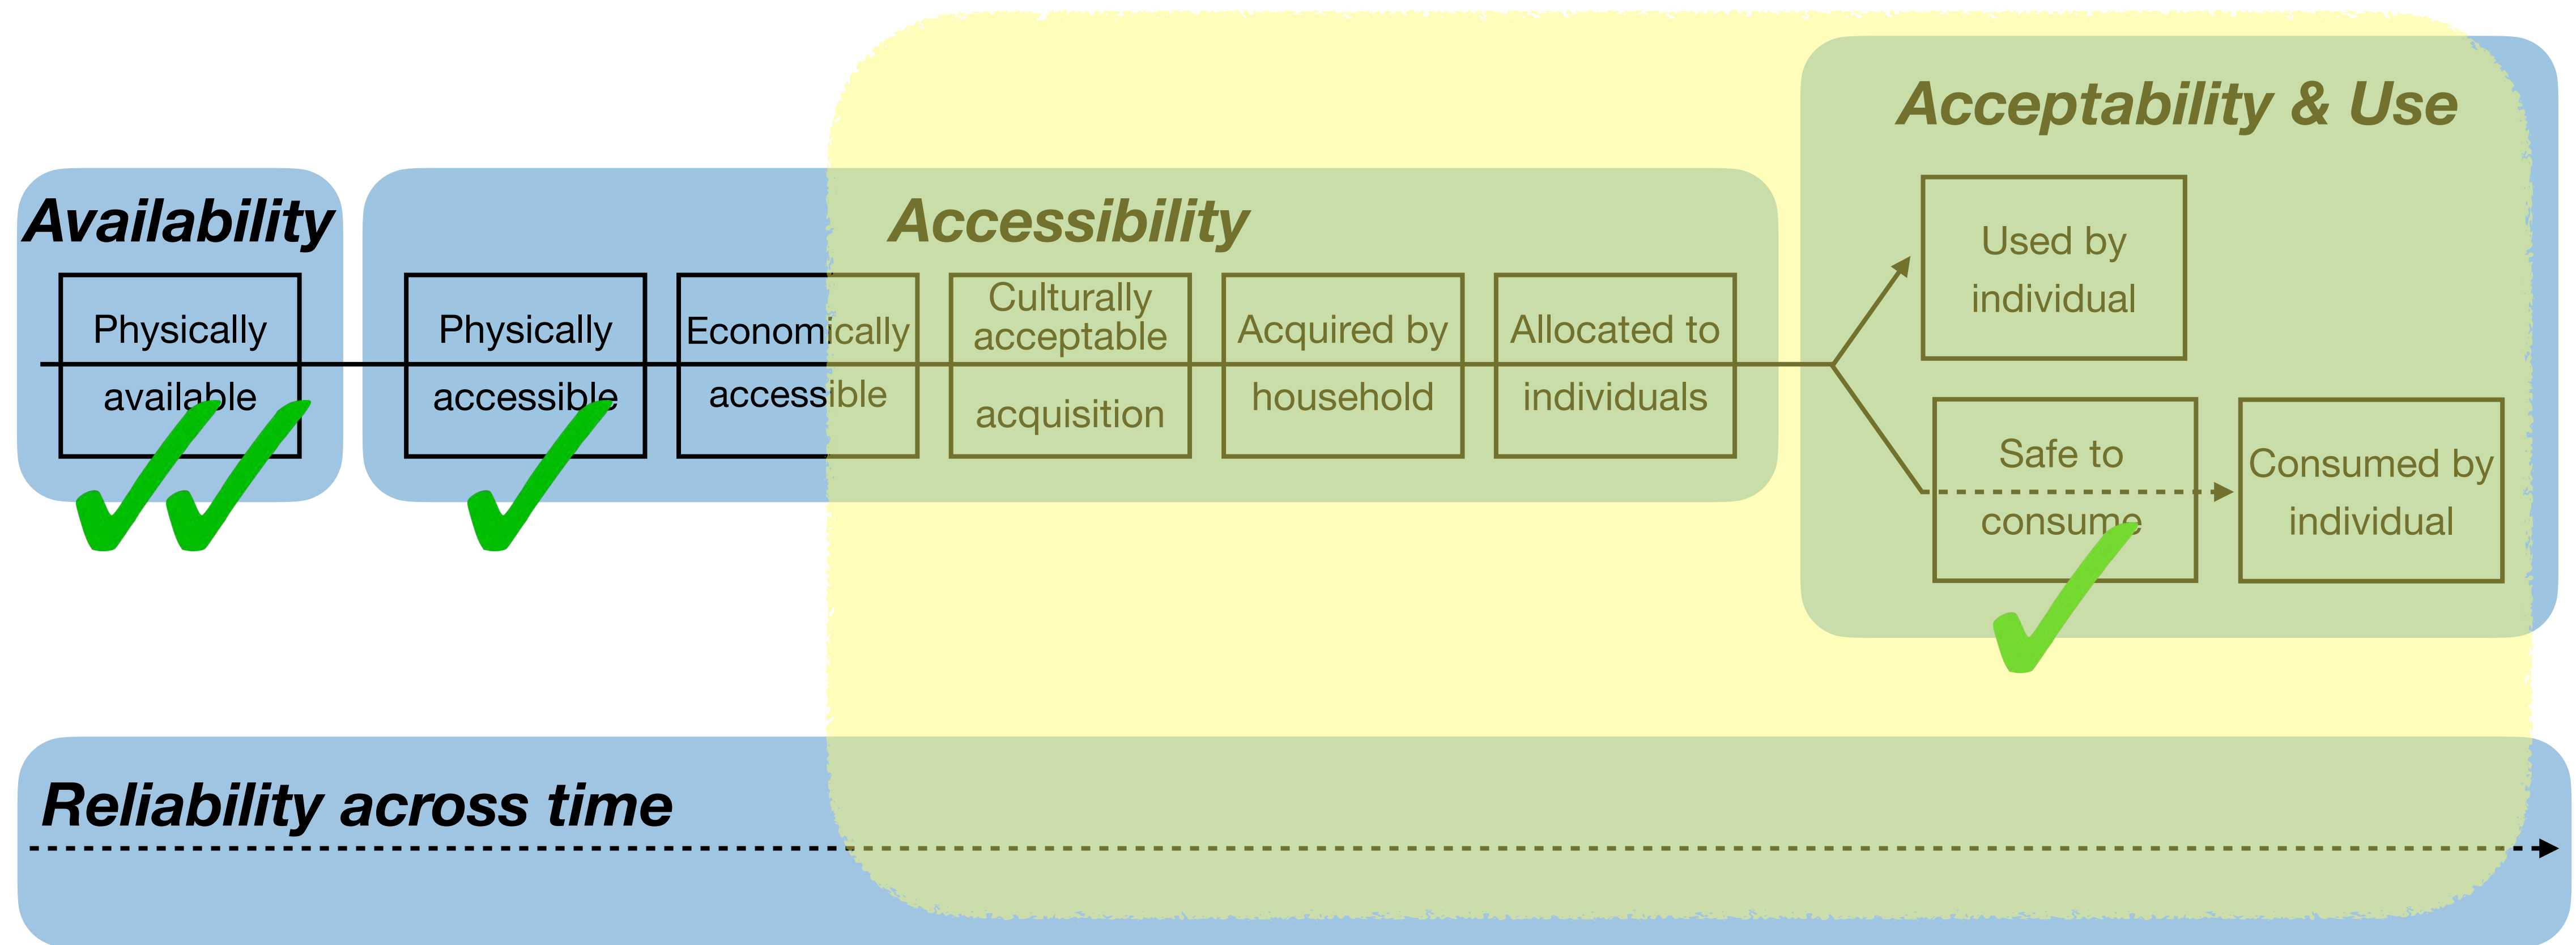 Availability
Physically
available
Accessibility
Physically
accessible
Economically
accessible
Culturally
acceptable
acquisition
Acquired by
household
Allocated to
individuals
Acceptability & Use
Used by
individual
Safe to
consume
Consumed by
individual
Reliability across time